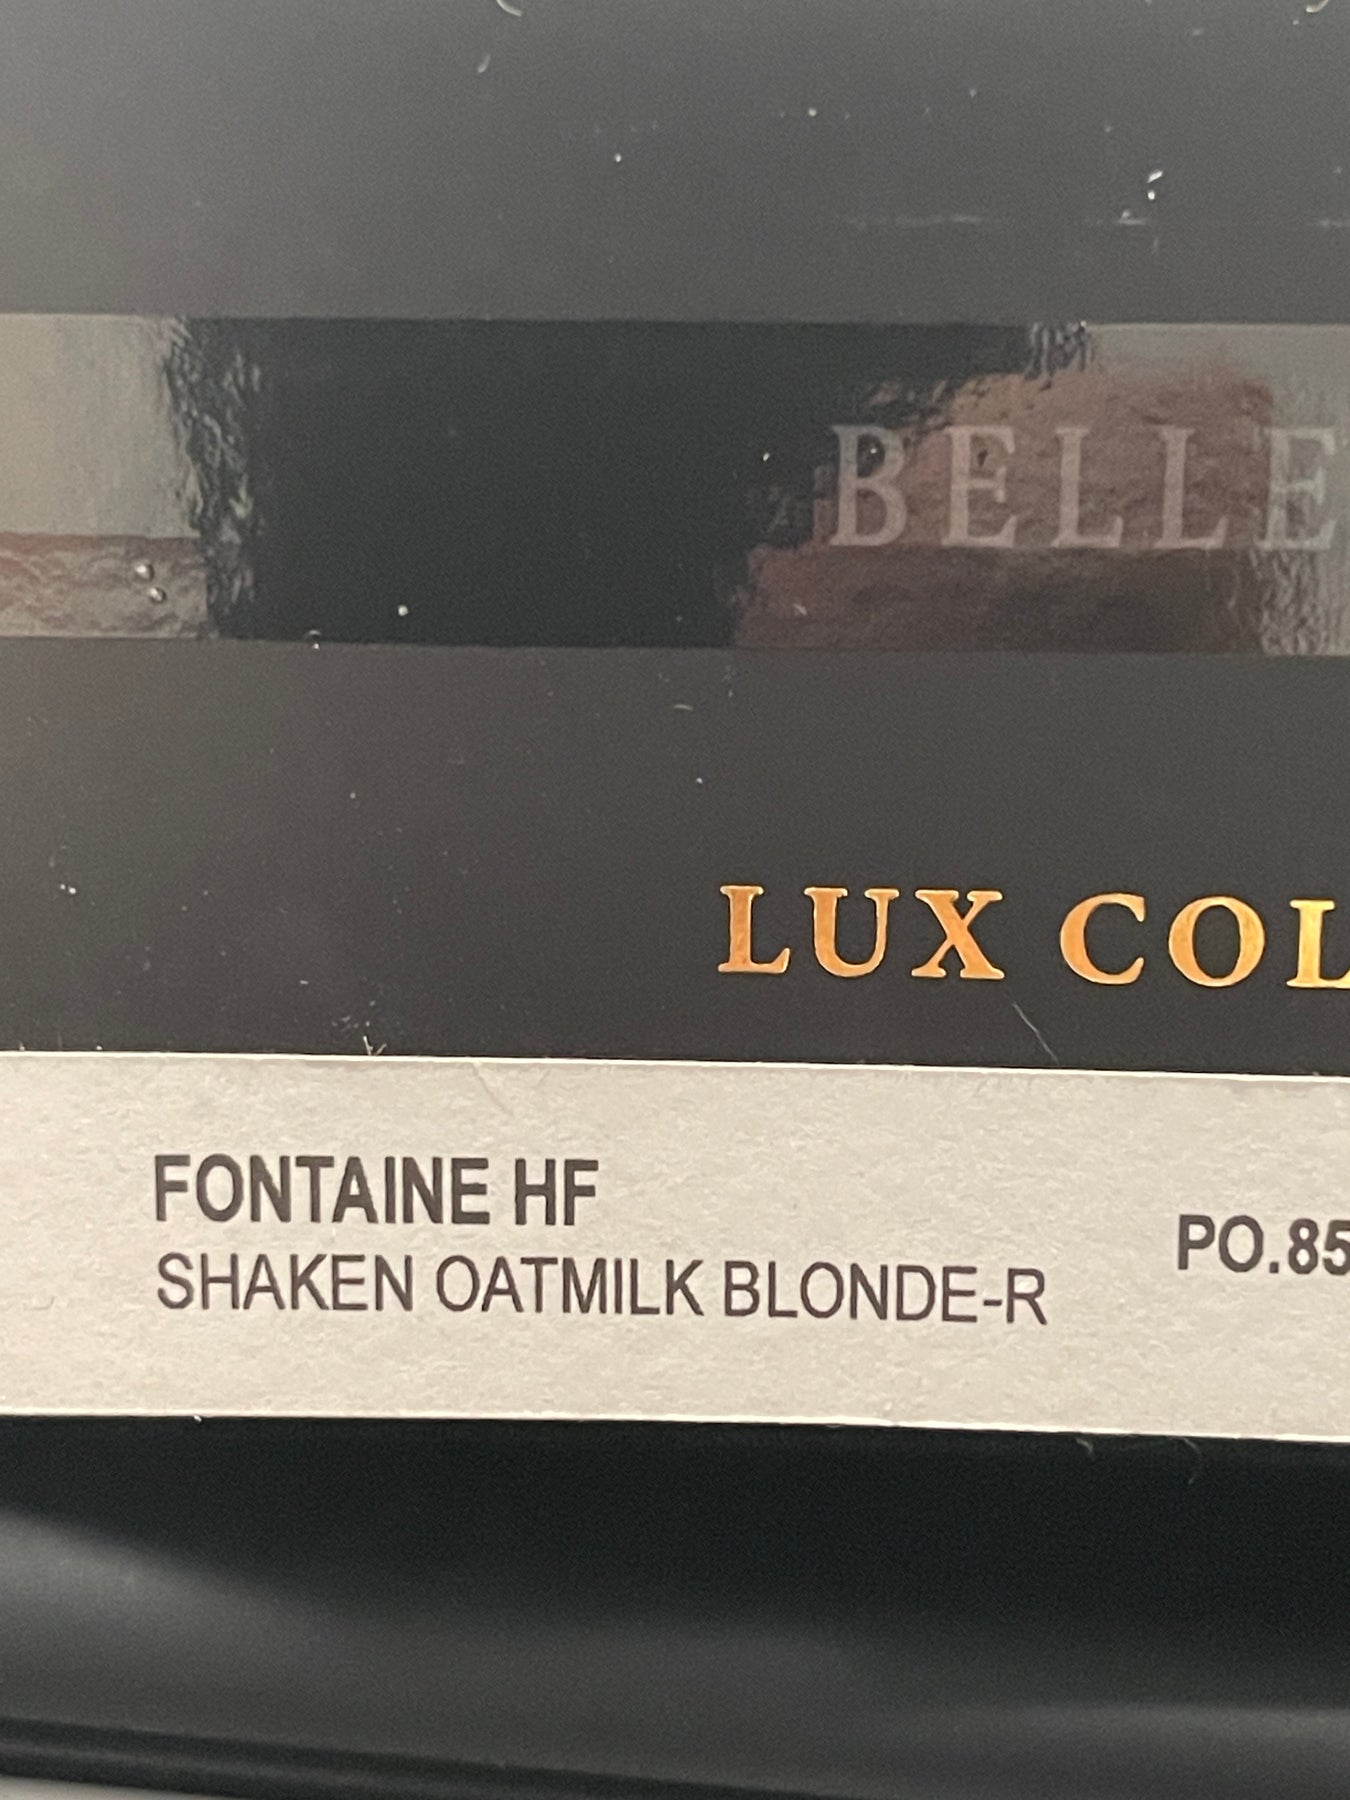 BELLE
LUX COL
FONTAINE HF
SHAKEN OATMILK BLONDE-R
PO.85